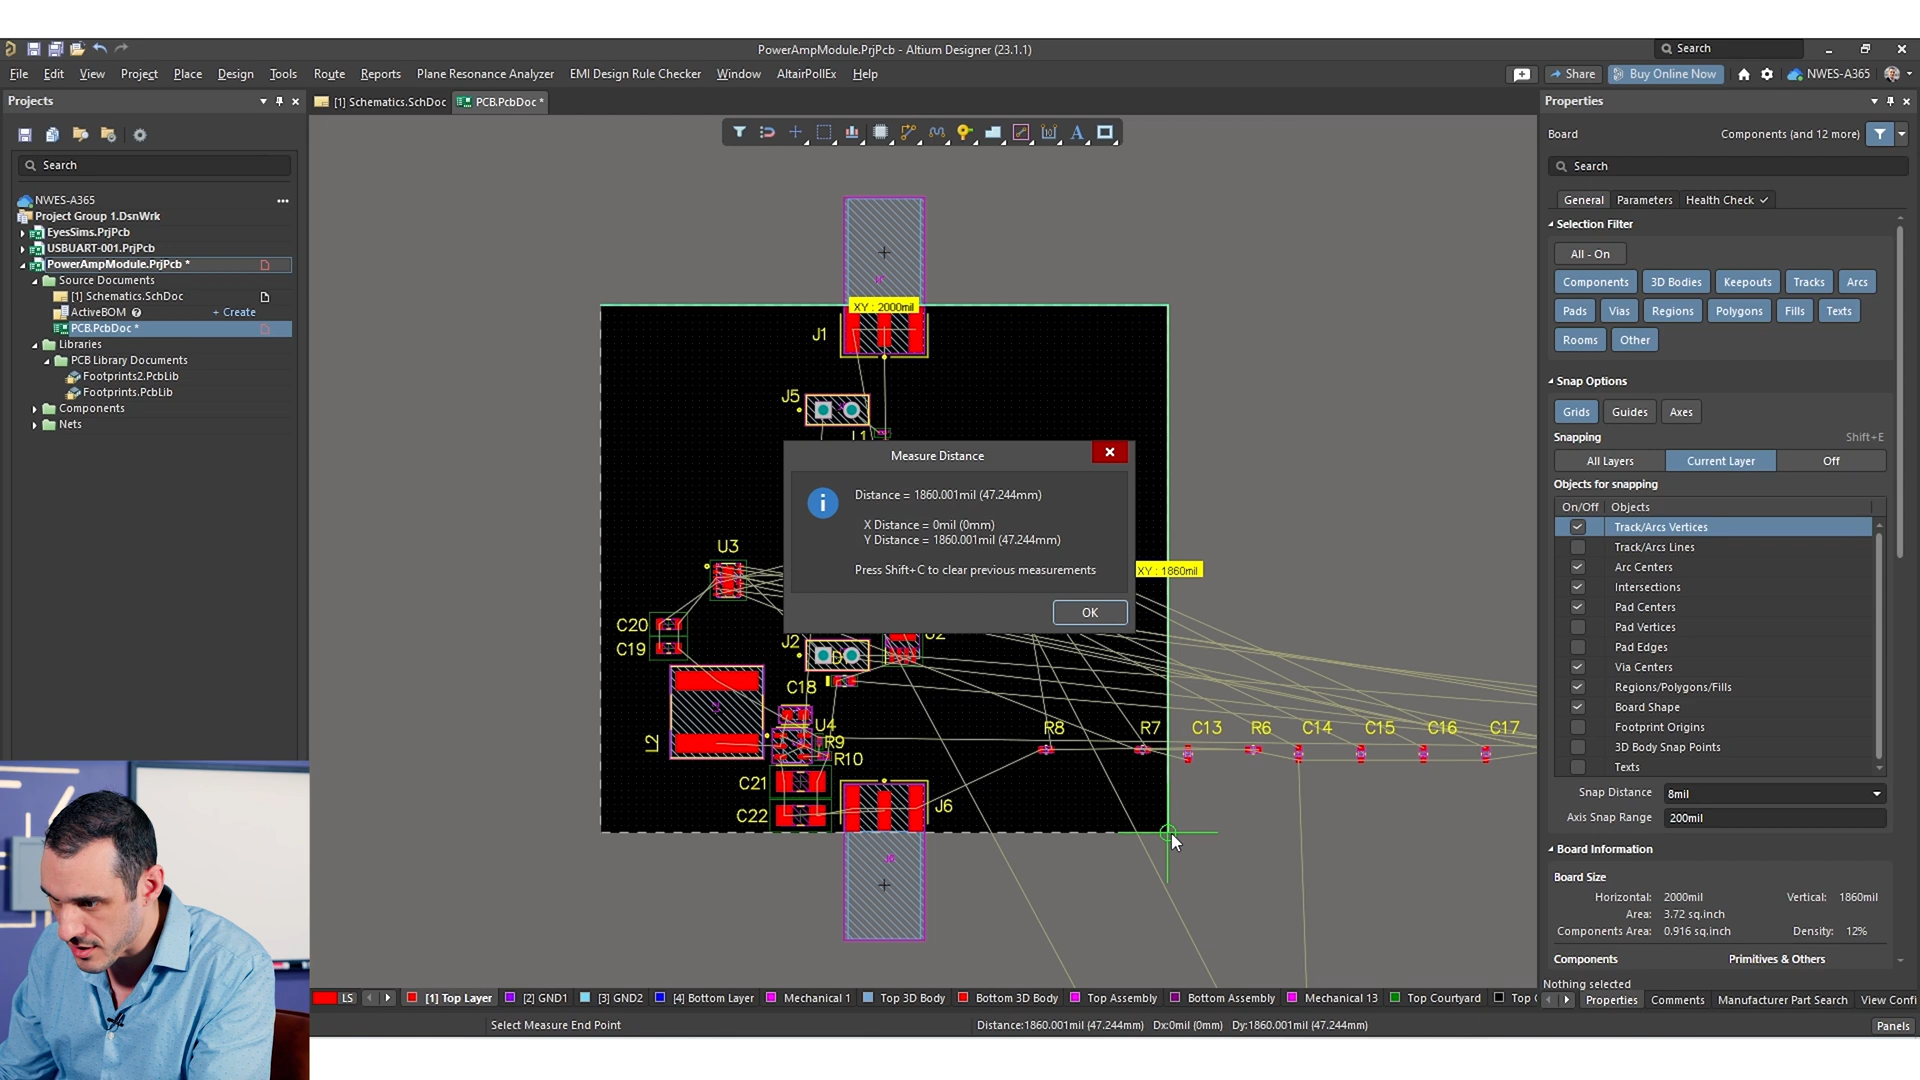 PowerAmpModule.PrjPcb - Altium Designer (23.1.1)
Search
File Edit View Project Place Design Tools Route Reports Plane Resonance Analyzer EMI Design Rule Checker Window AltairPollEx Help
Share
Buy Online Now
NWES-A365
Projects
[1] Schematics.SchDoc
PCB.PcbDoc *
Search
NWES-A365
Project Group 1.DsnWrk
EyesSims.PrjPcb
USBUART-001.PrjPcb
PowerAmpModule.PrjPcb *
Source Documents
[1] Schematics.SchDoc
ActiveBOM
+ Create
PCB.PcbDoc *
Libraries
PCB Library Documents
Footprints2.PcbLib
Footprints.PcbLib
Components
Nets
XY : 2000mil
J1
J5
L1
Measure Distance
Distance = 1860.001mil (47.244mm)
X Distance = 0mil (0mm)
Y Distance = 1860.001mil (47.244mm)
Press Shift+C to clear previous measurements
OK
XY : 1860mil
U3
C20
C19
J2
C18
U4
R9
R10
L2
C21
C22
J6
R8
R7
C13
R6
C14
C15
C16
C17
Properties
Board
Components (and 12 more)
Search
General
Parameters
Health Check
Selection Filter
All - On
Components 3D Bodies Keepouts Tracks Arcs
Pads Vias Regions Polygons Fills Texts
Rooms Other
Snap Options
Grids Guides Axes
Snapping
Shift+E
All Layers Current Layer Off
Objects for snapping
On/Off Objects
Track/Arcs Vertices
Track/Arcs Lines
Arc Centers
Intersections
Pad Centers
Pad Vertices
Pad Edges
Via Centers
Regions/Polygons/Fills
Board Shape
Footprint Origins
3D Body Snap Points
Texts
Snap Distance 8mil
Axis Snap Range 200mil
Board Information
Board Size
Horizontal: 2000mil Vertical: 1860mil
Area: 3.72 sq.inch
Components Area: 0.916 sq.inch Density: 12%
Components Primitives & Others
Nothing selected
LS
[1] Top Layer
[2] GND1
[3] GND2
[4] Bottom Layer
Mechanical 1
Top 3D Body
Bottom 3D Body
Top Assembly
Bottom Assembly
Mechanical 13
Top Courtyard
Properties
Comments
Manufacturer Part Search
Select Measure End Point
Distance:1860.001mil (47.244mm) Dx:0mil (0mm) Dy:1860.001mil (47.244mm)
Panels